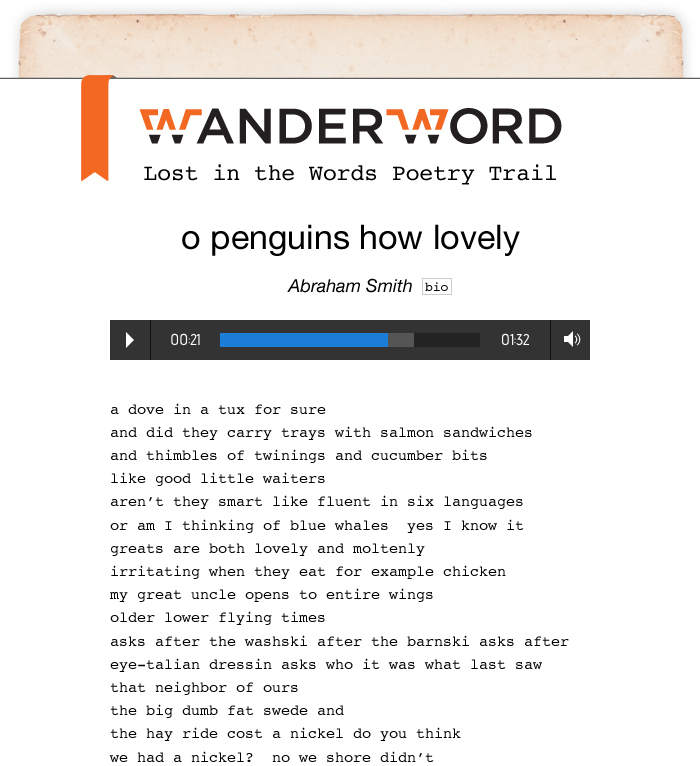 WANDERWORD
Lost in the Words Poetry Trail
o penguins how lovely
Abraham Smith bio
00:21 01:32
a dove in a tux for sure
and did they carry trays with salmon sandwiches
and thimbles of twinings and cucumber bits
like good little waiters
aren’t they smart like fluent in six languages
or am I thinking of blue whales  yes I know it
greats are both lovely and moltenly
irritating when they eat for example chicken
my great uncle opens to entire wings
older lower flying times
asks after the washski after the barnski asks after
eye-talian dressin asks who it was what last saw
that neighbor of ours
the big dumb fat swede and
the hay ride cost a nickel do you think
we had a nickel?  no we shore didn’t